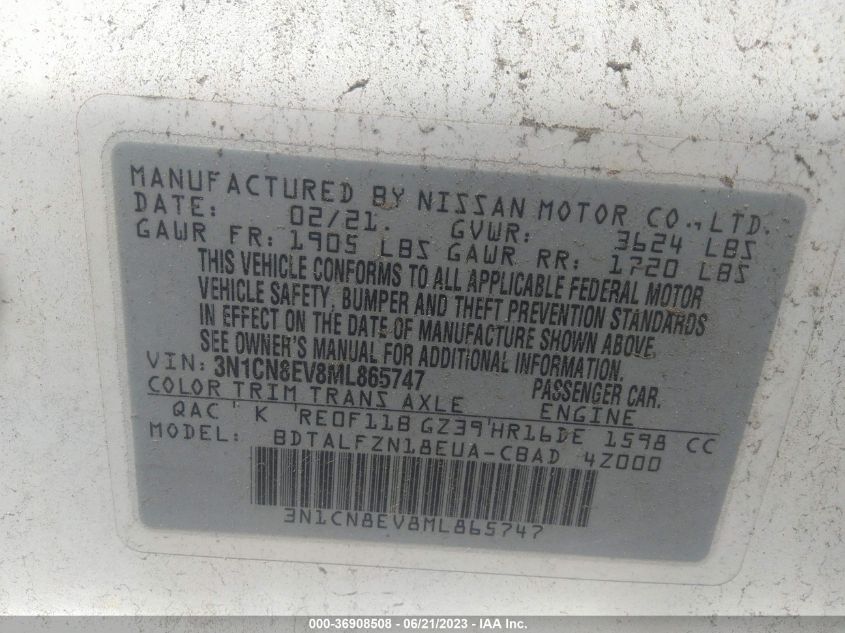 MANUFACTURED BY NISSAN MOTOR CO., LTD.
DATE: 02/21. GVWR: 3624 LBS
GAWR FR: 1905 LBS GAWR RR: 1720 LBS
THIS VEHICLE CONFORMS TO ALL APPLICABLE FEDERAL MOTOR
VEHICLE SAFETY, BUMPER AND THEFT PREVENTION STANDARDS
IN EFFECT ON THE DATE OF MANUFACTURE SHOWN ABOVE.
SEE OWNER'S MANUAL FOR ADDITIONAL INFORMATION.
VIN: 3N1CN8EV8ML865747 PASSENGER CAR.
COLOR TRIM TRANS AXLE ENGINE
QAC K RE0F11B GZ39 HR16DE 1598 CC
MODEL: BDTALFZN18EUA-CBAD 4Z000
3N1CN8EV8ML865747
000-36908508 - 06/21/2023 - IAA Inc.